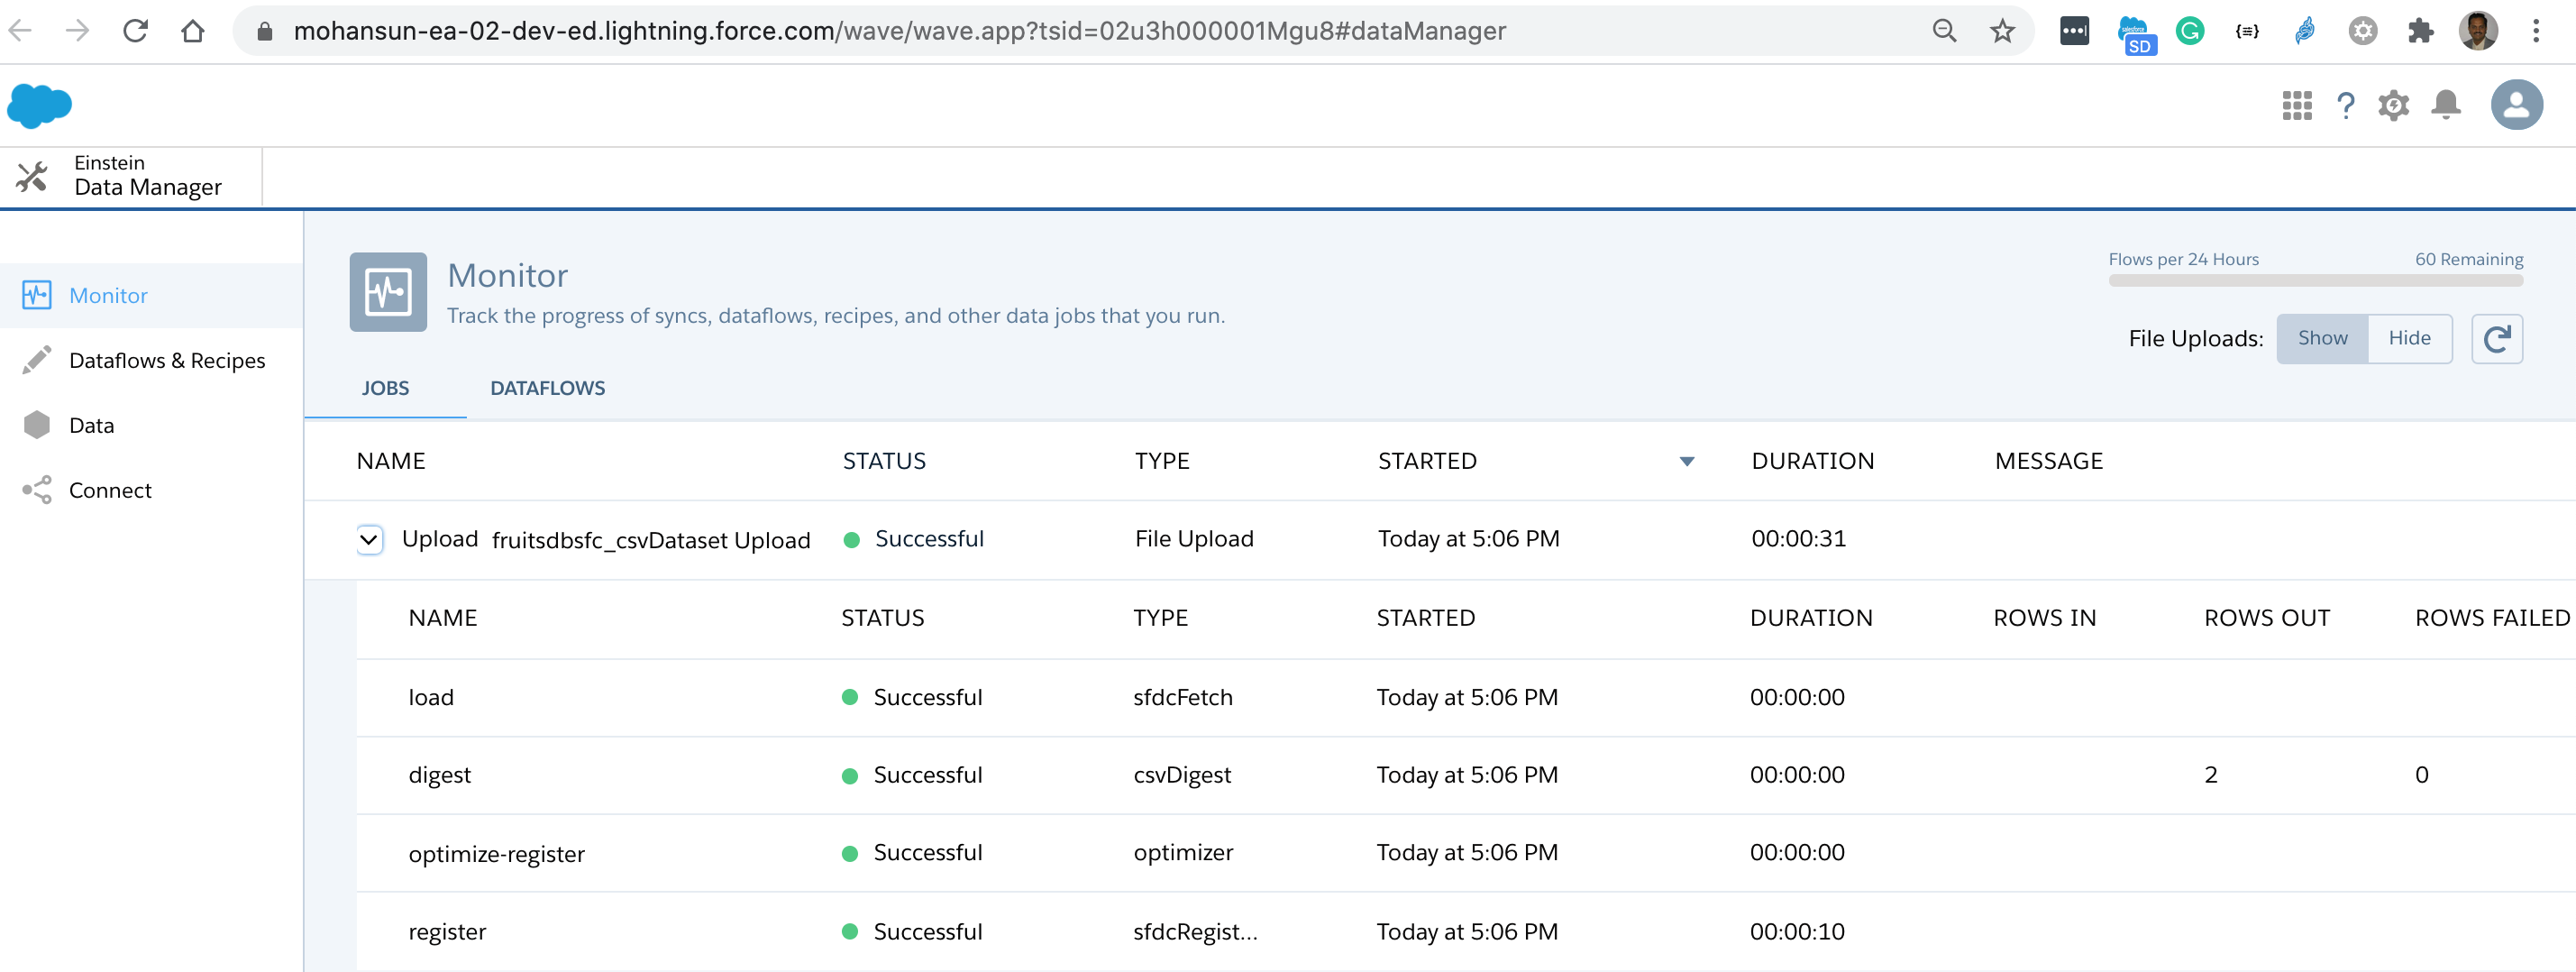 mohansun-ea-02-dev-ed.lightning.force.com/wave/wave.app?tsid=02u3h000001Mgu8#dataManager
SD
Einstein
Data Manager
Monitor
Dataflows & Recipes
Data
Connect
Monitor
Track the progress of syncs, dataflows, recipes, and other data jobs that you run.
Flows per 24 Hours 60 Remaining
File Uploads: Show Hide
JOBS DATAFLOWS
NAME STATUS TYPE STARTED DURATION MESSAGE
Upload fruitsdbsfc_csvDataset Upload Successful File Upload Today at 5:06 PM 00:00:31
NAME STATUS TYPE STARTED DURATION ROWS IN ROWS OUT ROWS FAILED
load Successful sfdcFetch Today at 5:06 PM 00:00:00
digest Successful csvDigest Today at 5:06 PM 00:00:00 2 0
optimize-register Successful optimizer Today at 5:06 PM 00:00:00
register Successful sfdcRegist... Today at 5:06 PM 00:00:10